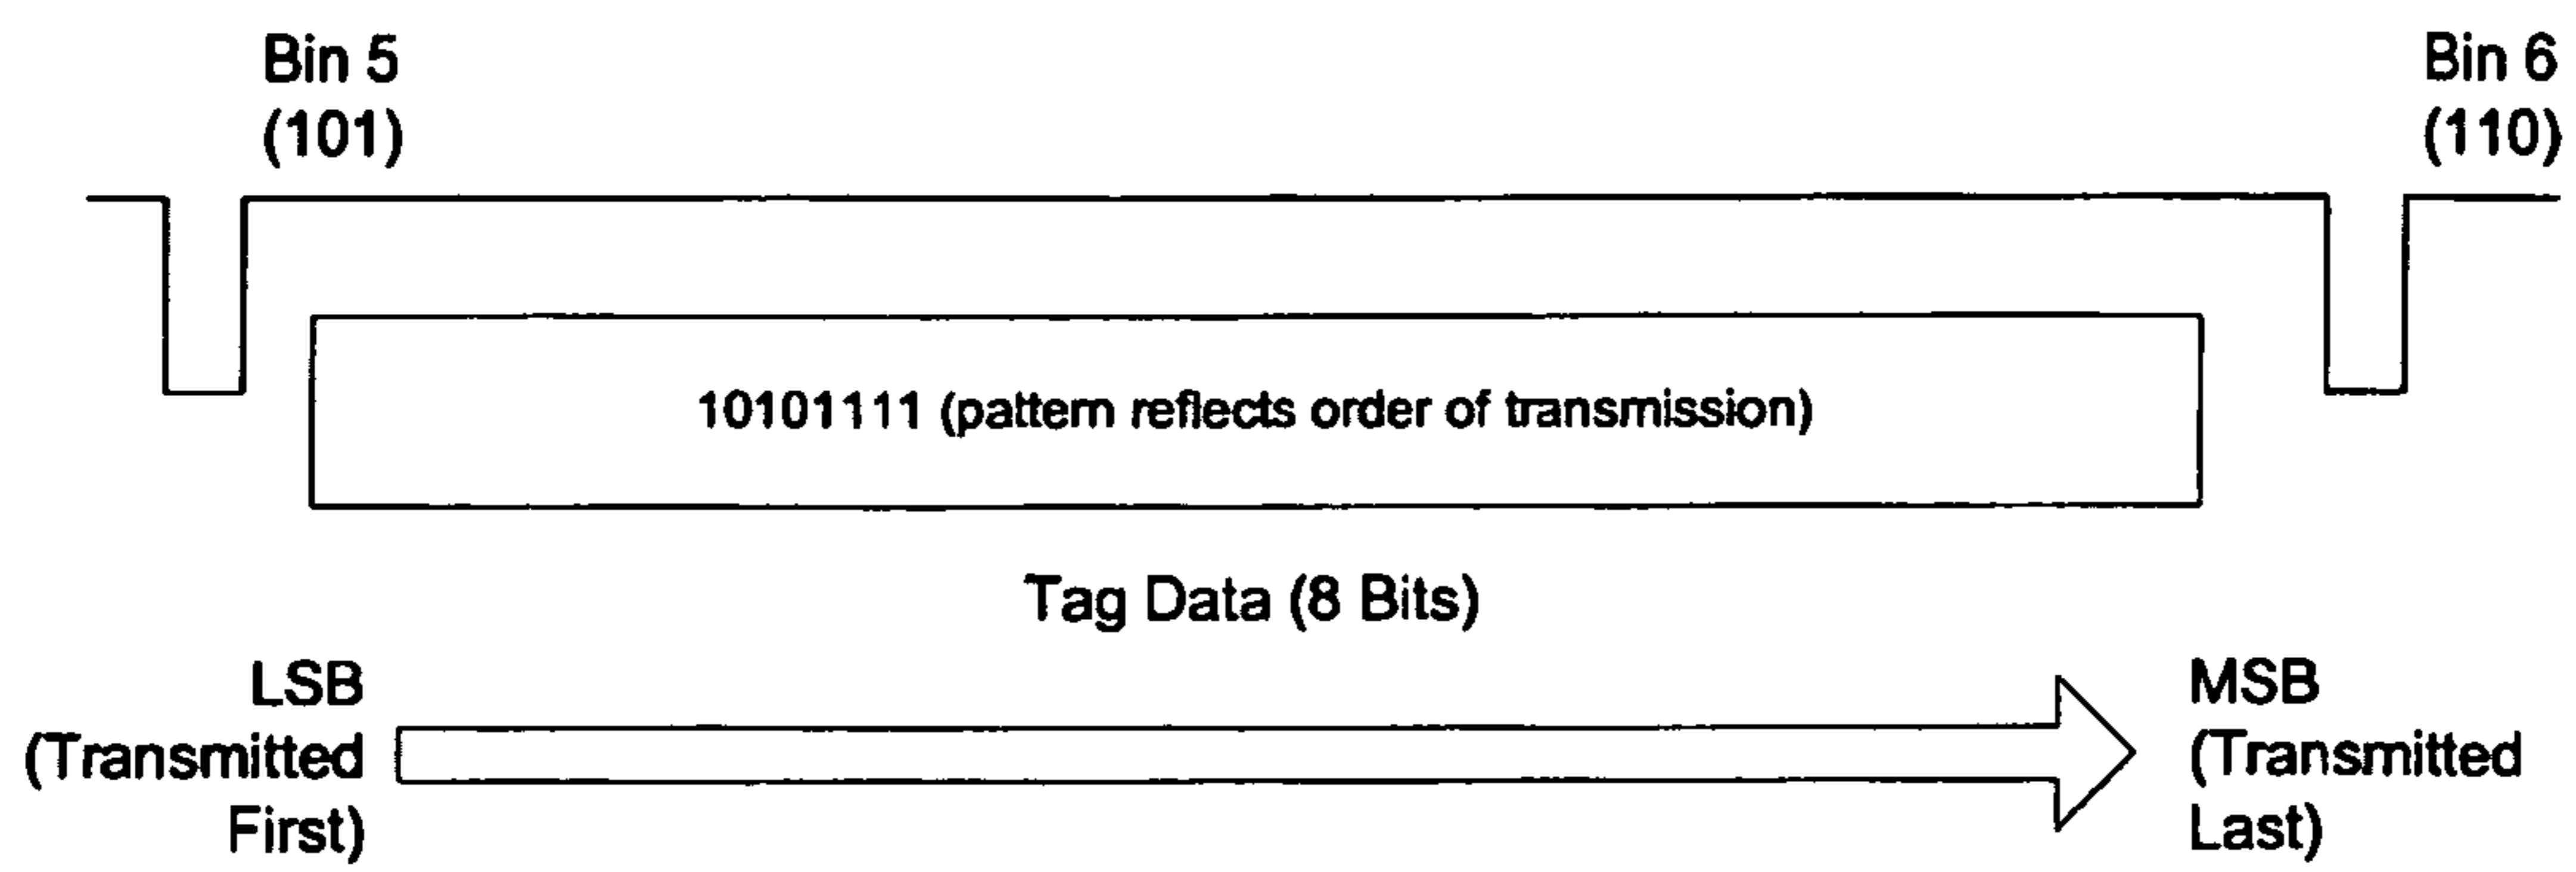 Bin 5
(101)
Bin 6
(110)
10101111 (pattern reflects order of transmission)
Tag Data (8 Bits)
LSB
(Transmitted
First)
MSB
(Transmitted
Last)